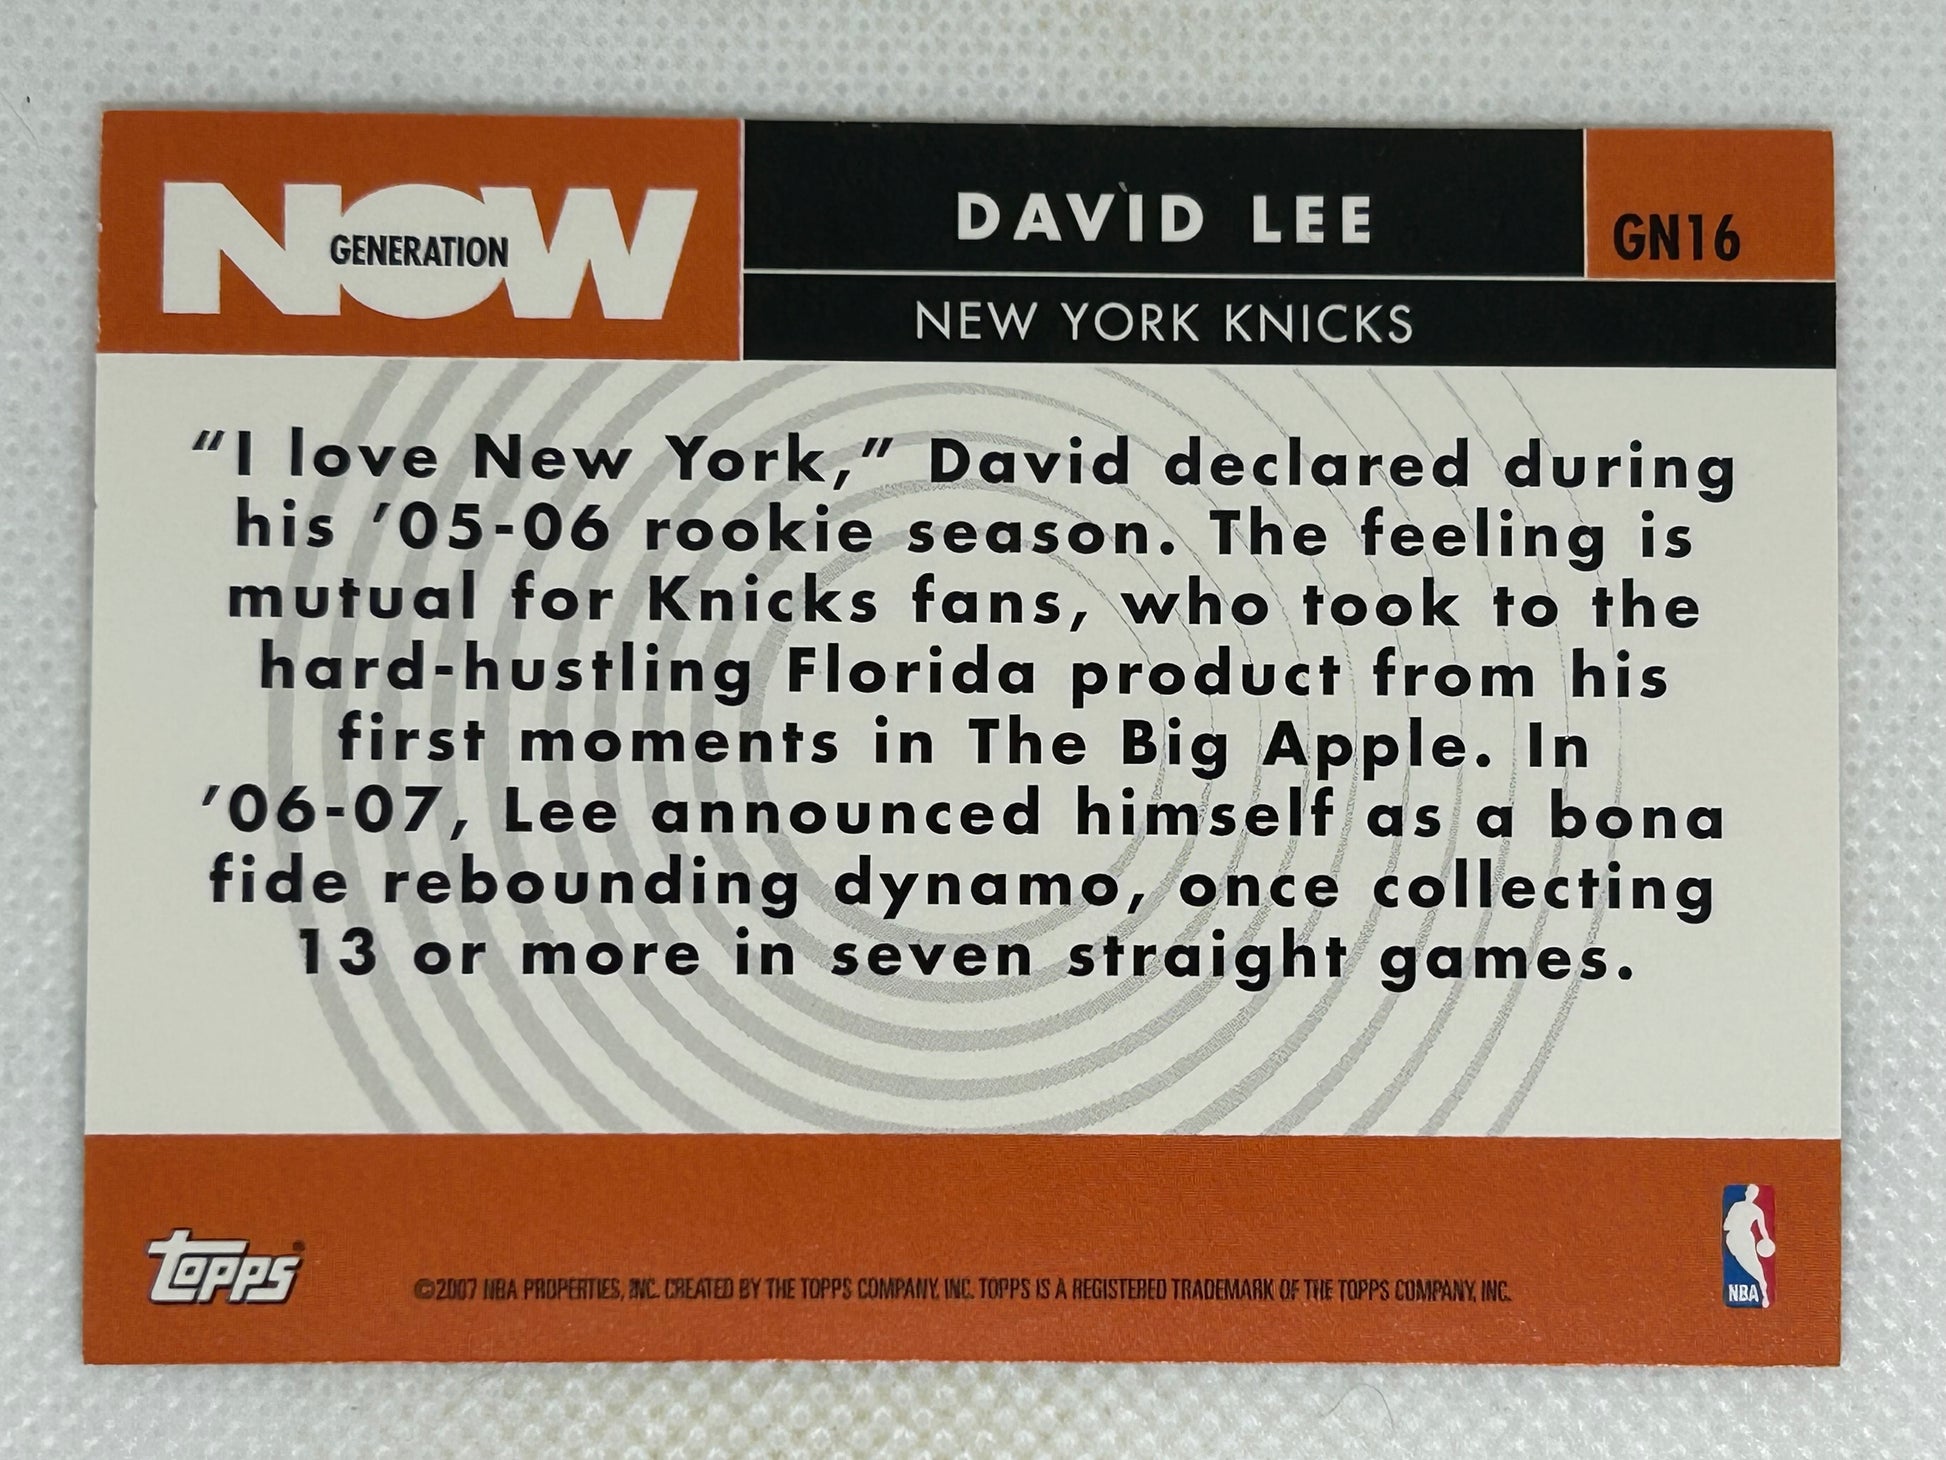 NOW
GENERATION
DAVID LEE
GN16
NEW YORK KNICKS
“I love New York,” David declared during
his ’05-06 rookie season. The feeling is
mutual for Knicks fans, who took to the
hard-hustling Florida product from his
first moments in The Big Apple. In
’06-07, Lee announced himself as a bona
fide rebounding dynamo, once collecting
13 or more in seven straight games.
Topps®
©2007 NBA PROPERTIES, INC. CREATED BY THE TOPPS COMPANY, INC. TOPPS IS A REGISTERED TRADEMARK OF THE TOPPS COMPANY, INC.
NBA